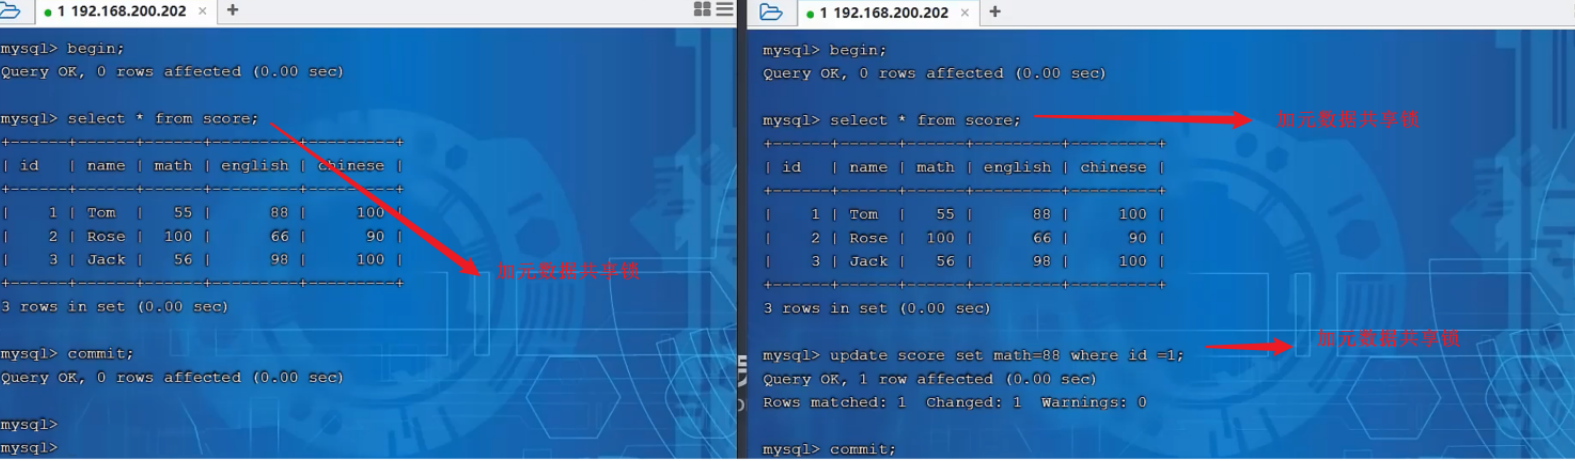 1 192.168.200.202 × +
mysql> begin;
Query OK, 0 rows affected (0.00 sec)
mysql> select * from score;
+------+------+------+---------+---------+
| id   | name | math | english | chinese |
+------+------+------+---------+---------+
|    1 | Tom  |   55 |      88 |     100 |
|    2 | Rose |  100 |      66 |      90 |
|    3 | Jack |   56 |      98 |     100 |
+------+------+------+---------+---------+
加元数据共享锁
3 rows in set (0.00 sec)
mysql> commit;
Query OK, 0 rows affected (0.00 sec)
mysql>
mysql>
1 192.168.200.202 × +
mysql> begin;
Query OK, 0 rows affected (0.00 sec)
mysql> select * from score; 加元数据共享锁
+------+------+------+---------+---------+
| id   | name | math | english | chinese |
+------+------+------+---------+---------+
|    1 | Tom  |   55 |      88 |     100 |
|    2 | Rose |  100 |      66 |      90 |
|    3 | Jack |   56 |      98 |     100 |
+------+------+------+---------+---------+
3 rows in set (0.00 sec)
mysql> update score set math=88 where id =1; 加元数据共享锁
Query OK, 1 row affected (0.00 sec)
Rows matched: 1  Changed: 1  Warnings: 0
mysql> commit;